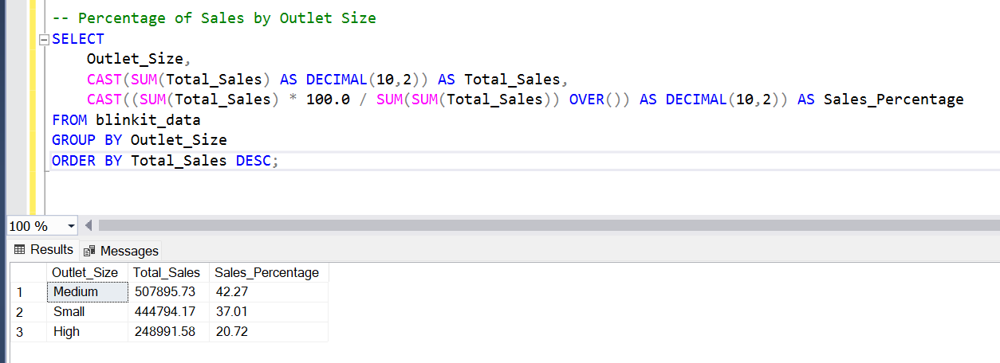 -- Percentage of Sales by Outlet Size
SELECT
    Outlet_Size,
    CAST(SUM(Total_Sales) AS DECIMAL(10,2)) AS Total_Sales,
    CAST((SUM(Total_Sales) * 100.0 / SUM(SUM(Total_Sales)) OVER()) AS DECIMAL(10,2)) AS Sales_Percentage
FROM blinkit_data
GROUP BY Outlet_Size
ORDER BY Total_Sales DESC;
100 %
Results Messages
Outlet_Size Total_Sales Sales_Percentage
1 Medium 507895.73 42.27
2 Small 444794.17 37.01
3 High 248991.58 20.72